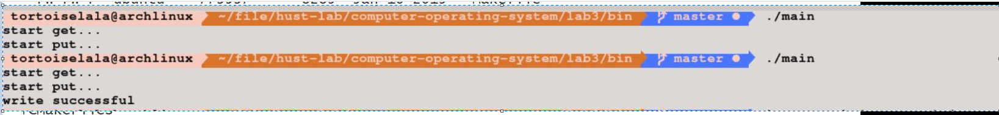 tortoiselala@archlinux ~/file/hust-lab/computer-operating-system/lab3/bin master ● ./main
start get...
start put...
tortoiselala@archlinux ~/file/hust-lab/computer-operating-system/lab3/bin master ● ./main
start get...
start put...
write successful